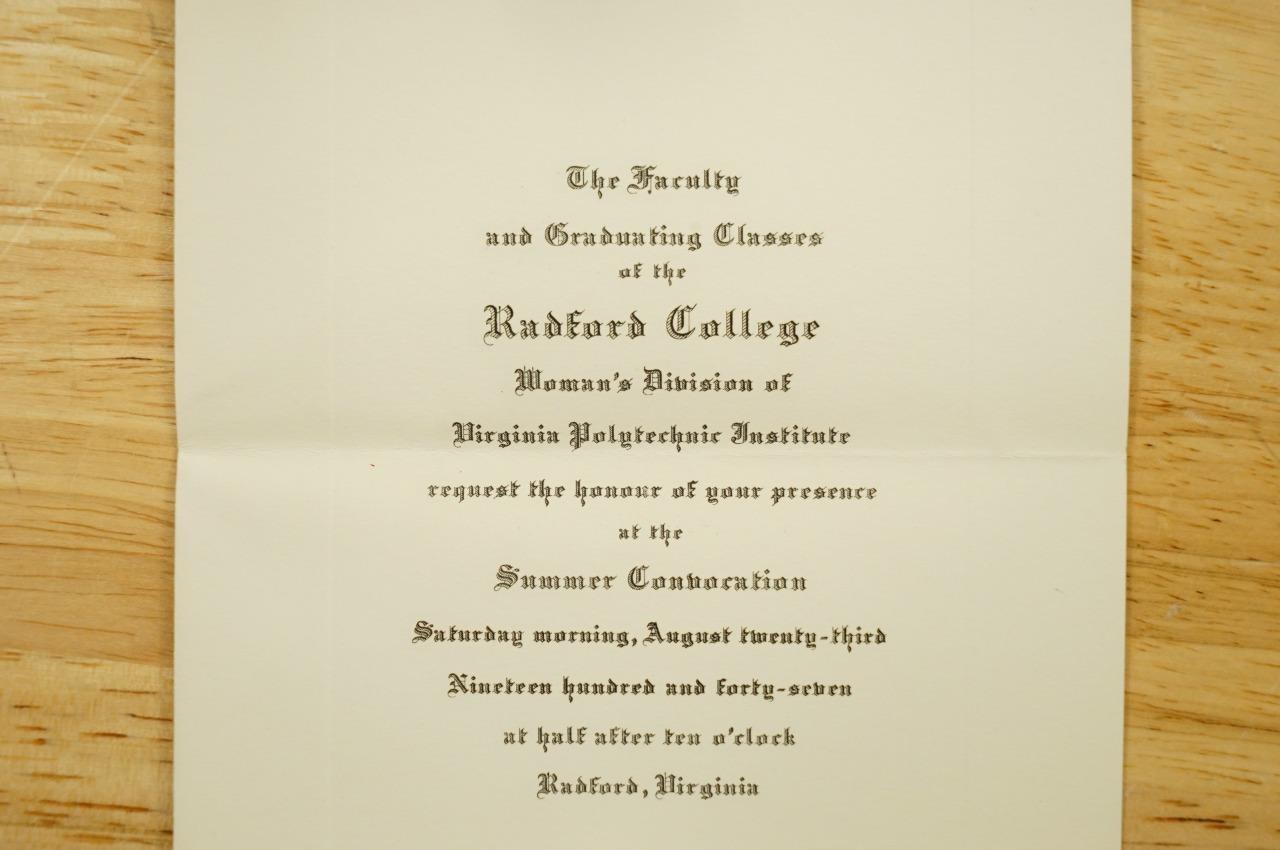 The Faculty
and Graduating Classes
of the
Radford College
Woman's Division of
Virginia Polytechnic Institute
request the honour of your presence
at the
Summer Convocation
Saturday morning, August twenty-third
Nineteen hundred and forty-seven
at half after ten o'clock
Radford, Virginia